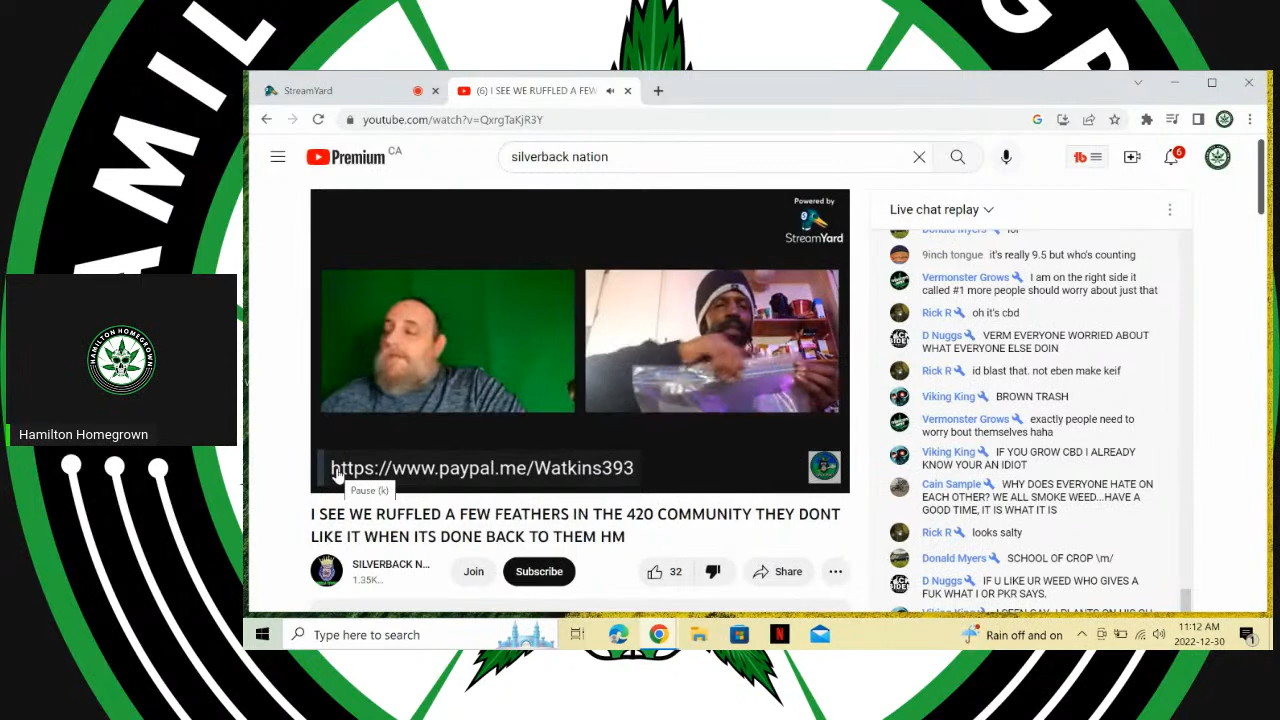 AMIL
GR
StreamYard
(6) I SEE WE RUFFLED A FEW
youtube.com/watch?v=QxrgTaKjR3Y
Premium CA
silverback nation
6
Powered by
StreamYard
Live chat replay
Donald Myers for
9inch tongue it's really 9.5 but who's counting
Vermonster Grows I am on the right side it
called #1 more people should worry about just that
Rick R oh it's cbd
D Nuggs VERM EVERYONE WORRIED ABOUT
WHAT EVERYONE ELSE DOIN
Rick R id blast that. not eben make keif
Viking King BROWN TRASH
Vermonster Grows exactly people need to
worry bout themselves haha
Viking King IF YOU GROW CBD I ALREADY
KNOW YOUR AN IDIOT
Cain Sample WHY DOES EVERYONE HATE ON
EACH OTHER? WE ALL SMOKE WEED...HAVE A
GOOD TIME, IT IS WHAT IT IS
Rick R looks salty
Donald Myers SCHOOL OF CROP \m/
D Nuggs IF U LIKE UR WEED WHO GIVES A
FUK WHAT I OR PKR SAYS.
https://www.paypal.me/Watkins393
Pause (k)
I SEE WE RUFFLED A FEW FEATHERS IN THE 420 COMMUNITY THEY DONT
LIKE IT WHEN ITS DONE BACK TO THEM HM
SILVERBACK N...
1.35K...
Join
Subscribe
32
Share
HAMILTON HOMEGROWN
Hamilton Homegrown
Type here to search
Rain off and on
11:12 AM
2022-12-30
1